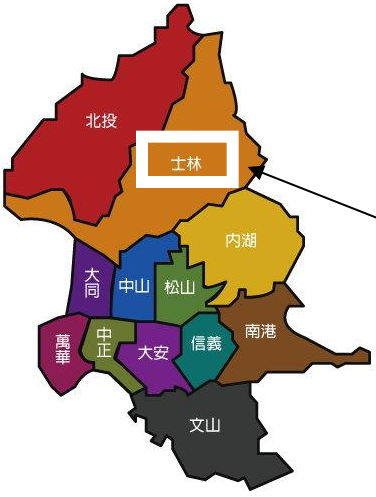 北投
士林
内湖
大同
中山
松山
南港
萬華
中正
大安
信義
文山